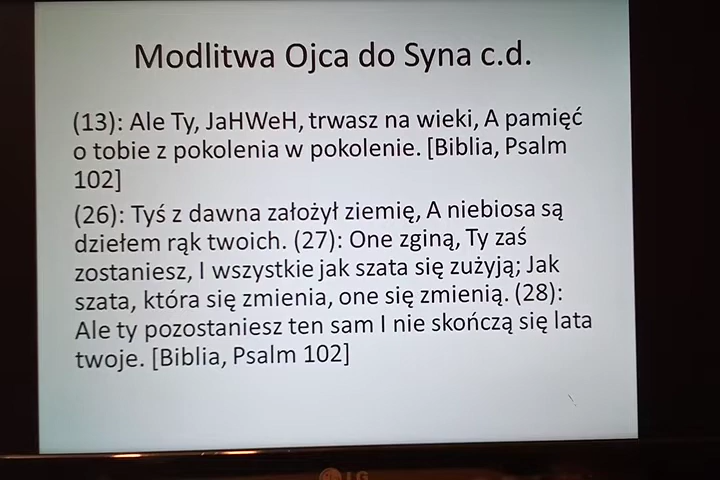 Modlitwa Ojca do Syna c.d.
(13): Ale Ty, JaHWeH, trwasz na wieki, A pamięć
o tobie z pokolenia w pokolenie. [Biblia, Psalm
102]
(26): Tyś z dawna założył ziemię, A niebiosa są
dziełem rąk twoich. (27): One zginą, Ty zaś
zostaniesz, I wszystkie jak szata się zużyją; Jak
szata, która się zmienia, one się zmienią. (28):
Ale ty pozostaniesz ten sam I nie skończą się lata
twoje. [Biblia, Psalm 102]
LG